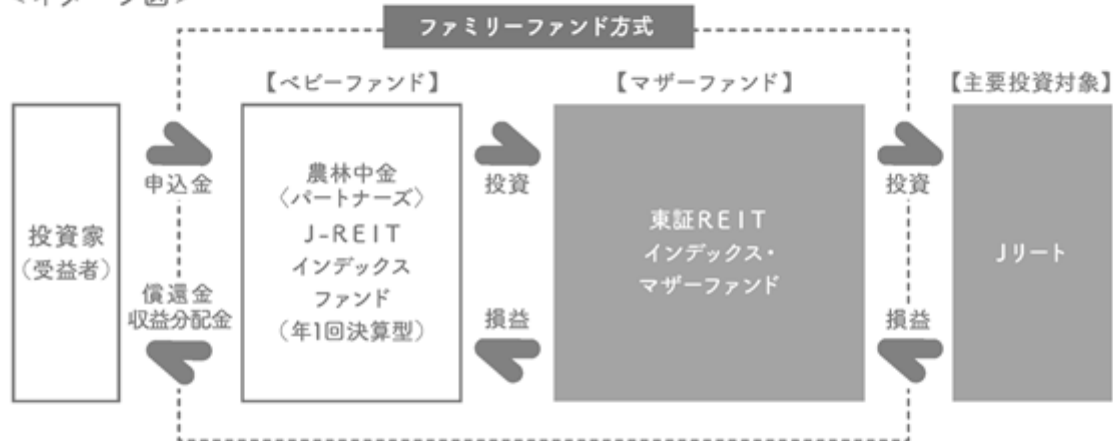 ファミリーファンド方式
【ベビーファンド】
【マザーファンド】
【主要投資対象】
投資家
（受益者）
申込金
償還金
収益分配金
農林中金
〈パートナーズ〉
J-REIT
インデックス
ファンド
（年1回決算型）
投資
損益
東証REIT
インデックス・
マザーファンド
投資
損益
Jリート